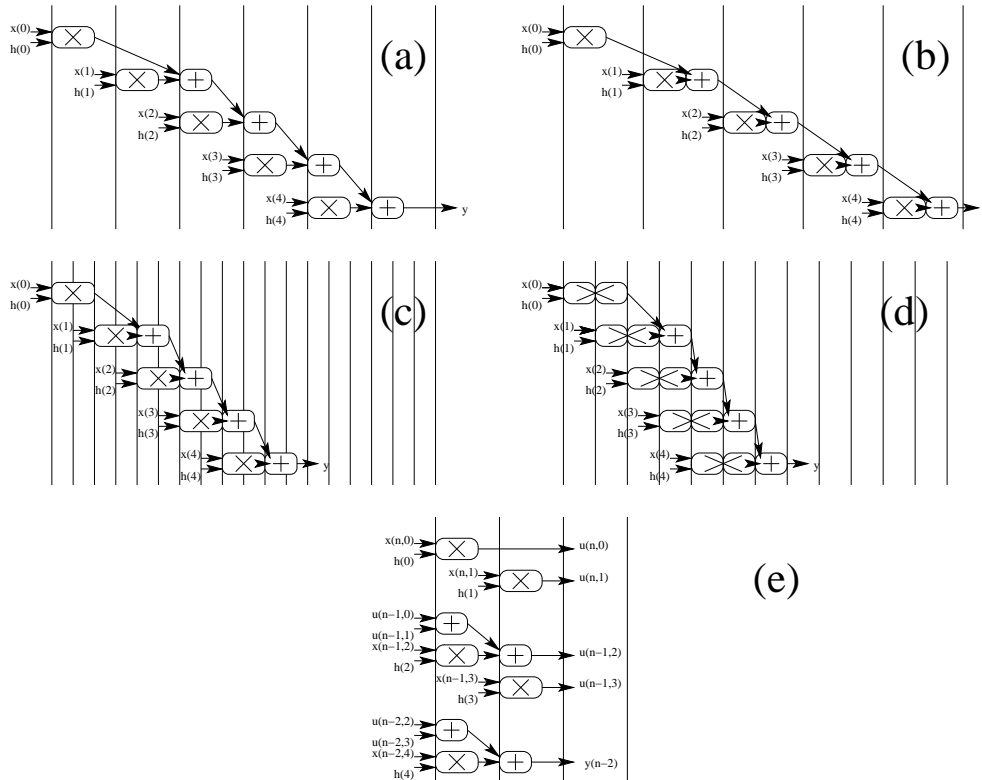 (a)
x(0)
h(0)
x(1)
h(1)
x(2)
h(2)
x(3)
h(3)
x(4)
h(4)
y
(b)
x(0)
h(0)
x(1)
h(1)
x(2)
h(2)
x(3)
h(3)
x(4)
h(4)
(c)
x(0)
h(0)
x(1)
h(1)
x(2)
h(2)
x(3)
h(3)
x(4)
h(4)
y
(d)
x(0)
h(0)
x(1)
h(1)
x(2)
h(2)
x(3)
h(3)
x(4)
h(4)
y
(e)
x(n,0)
h(0)
u(n,0)
x(n,1)
h(1)
u(n,1)
u(n−1,0)
u(n−1,1)
x(n−1,2)
h(2)
u(n−1,2)
x(n−1,3)
h(3)
u(n−1,3)
u(n−2,2)
u(n−2,3)
x(n−2,4)
h(4)
y(n−2)